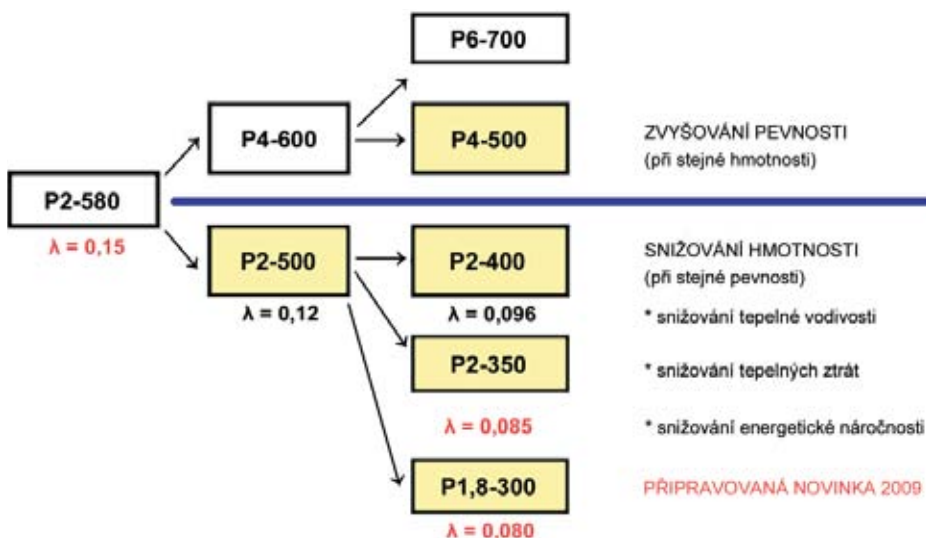 P6-700
P4-600
P4-500
ZVYŠOVÁNÍ PEVNOSTI
(při stejné hmotnosti)
P2-580
λ = 0,15
P2-500
λ = 0,12
P2-400
λ = 0,096
SNIŽOVÁNÍ HMOTNOSTI
(při stejné pevnosti)
* snižování tepelné vodivosti
P2-350
λ = 0,085
* snižování tepelných ztrát
* snižování energetické náročnosti
P1,8-300
λ = 0,080
PŘIPRAVOVANÁ NOVINKA 2009